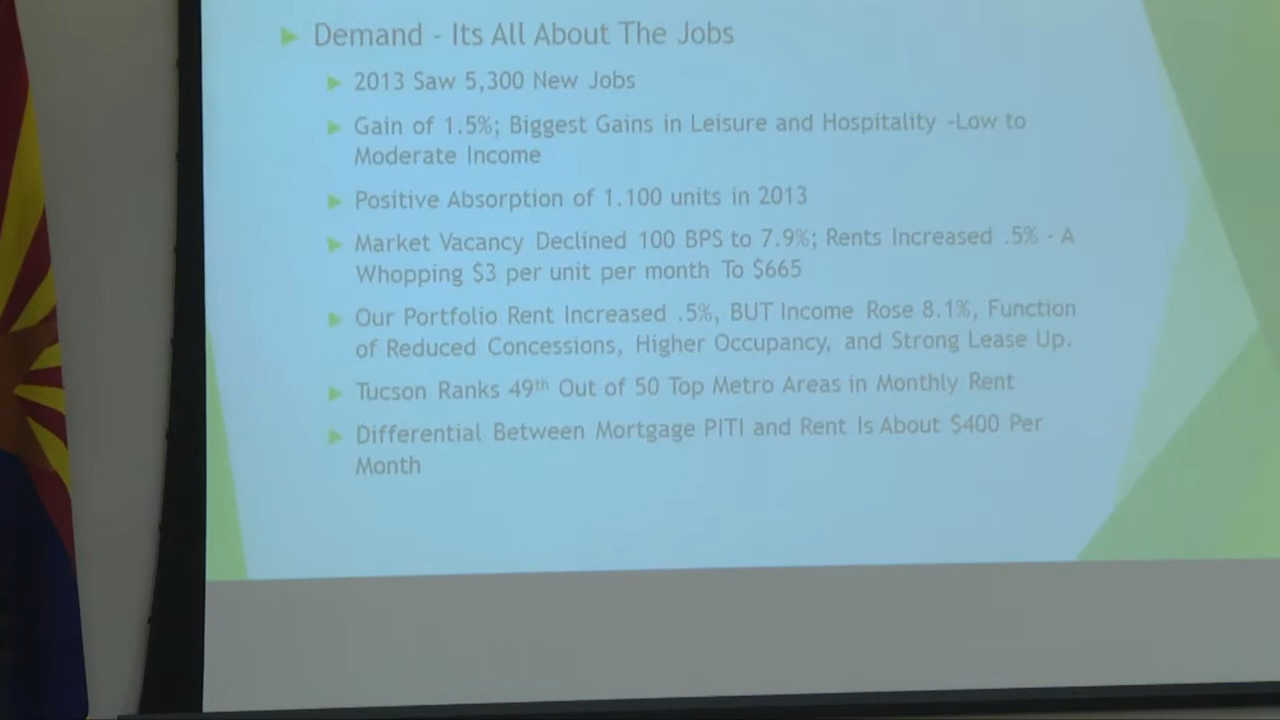 Demand - Its All About The Jobs
2013 Saw 5,300 New Jobs
Gain of 1.5%; Biggest Gains in Leisure and Hospitality -Low to
Moderate Income
Positive Absorption of 1.100 units in 2013
Market Vacancy Declined 100 BPS to 7.9%; Rents Increased .5% - A
Whopping $3 per unit per month To $665
Our Portfolio Rent Increased .5%, BUT Income Rose 8.1%, Function
of Reduced Concessions, Higher Occupancy, and Strong Lease Up.
Tucson Ranks 49th Out of 50 Top Metro Areas in Monthly Rent
Differential Between Mortgage PITI and Rent Is About $400 Per
Month